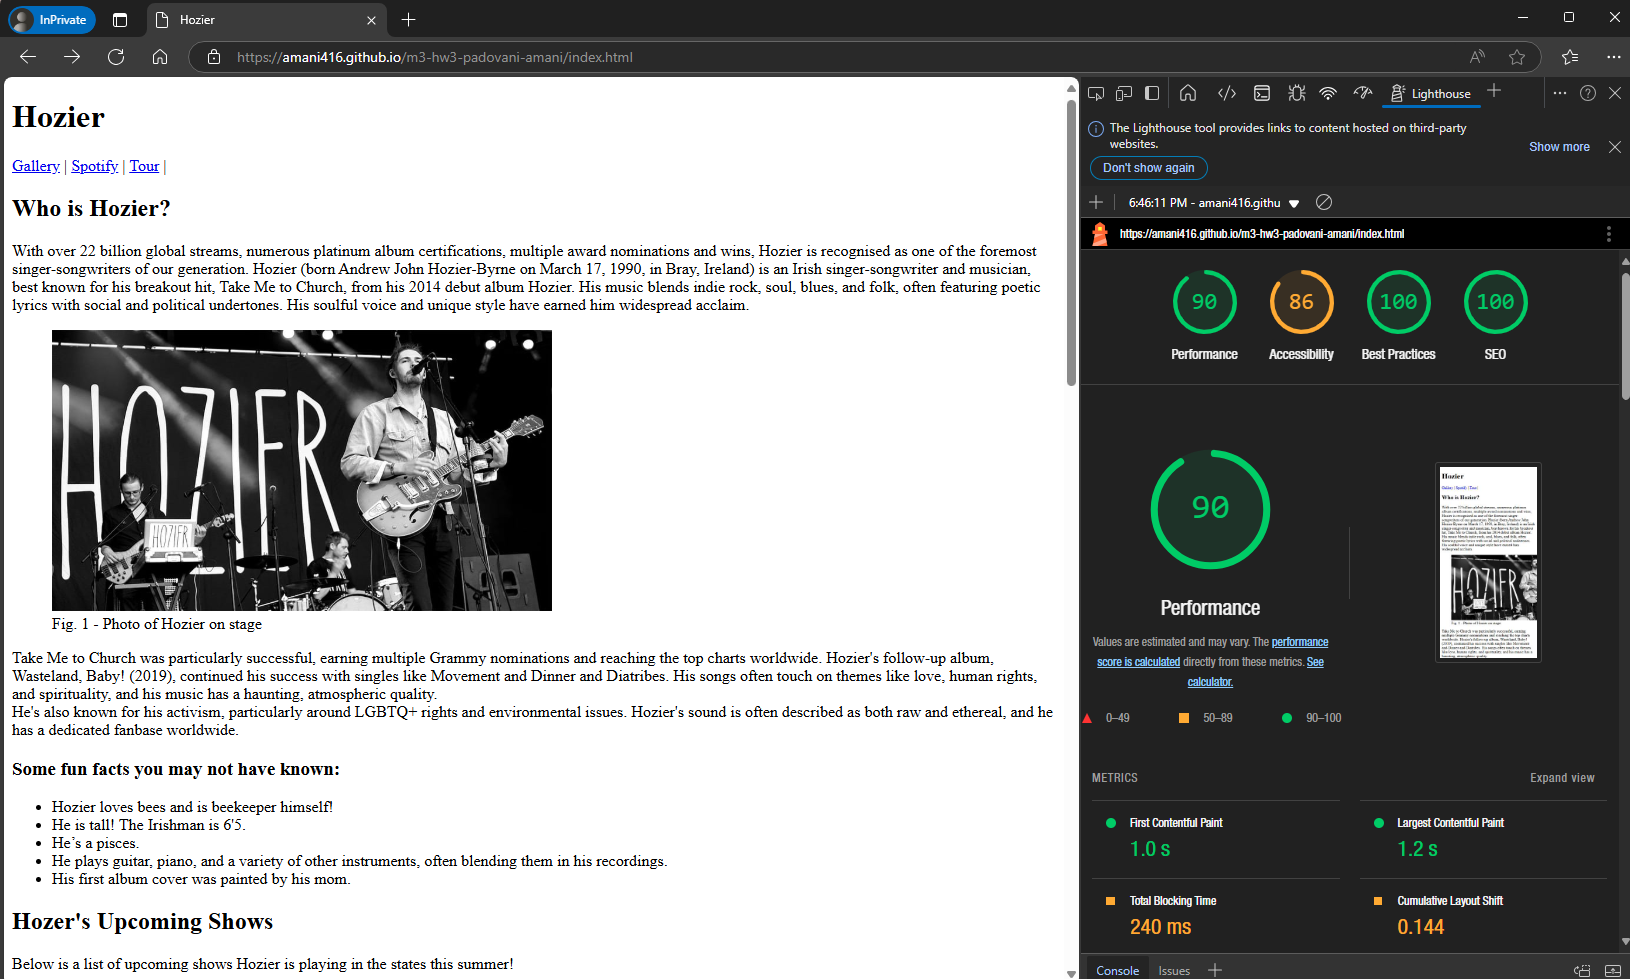 InPrivate
Hozier
https://amani416.github.io/m3-hw3-padovani-amani/index.html
Hozier
Gallery | Spotify | Tour |
Who is Hozier?
With over 22 billion global streams, numerous platinum album certifications, multiple award nominations and wins, Hozier is recognised as one of the foremost
singer-songwriters of our generation. Hozier (born Andrew John Hozier-Byrne on March 17, 1990, in Bray, Ireland) is an Irish singer-songwriter and musician,
best known for his breakout hit, Take Me to Church, from his 2014 debut album Hozier. His music blends indie rock, soul, blues, and folk, often featuring poetic
lyrics with social and political undertones. His soulful voice and unique style have earned him widespread acclaim.
HOZIER
HOZIER
Fig. 1 - Photo of Hozier on stage
Take Me to Church was particularly successful, earning multiple Grammy nominations and reaching the top charts worldwide. Hozier's follow-up album,
Wasteland, Baby! (2019), continued his success with singles like Movement and Dinner and Diatribes. His songs often touch on themes like love, human rights,
and spirituality, and his music has a haunting, atmospheric quality.
He's also known for his activism, particularly around LGBTQ+ rights and environmental issues. Hozier's sound is often described as both raw and ethereal, and he
has a dedicated fanbase worldwide.
Some fun facts you may not have known:
• Hozier loves bees and is beekeeper himself!
• He is tall! The Irishman is 6'5.
• He’s a pisces.
• He plays guitar, piano, and a variety of other instruments, often blending them in his recordings.
• His first album cover was painted by his mom.
Hozer's Upcoming Shows
Below is a list of upcoming shows Hozier is playing in the states this summer!
Lighthouse
The Lighthouse tool provides links to content hosted on third-party
websites.
Show more
Don't show again
6:46:11 PM - amani416.githu
https://amani416.github.io/m3-hw3-padovani-amani/index.html
90 86 100 100
Performance Accessibility Best Practices SEO
90
Performance
Values are estimated and may vary. The performance
score is calculated directly from these metrics. See
calculator.
0–49 50–89 90–100
Hozier
Gallery | Spotify | Tour |
Who is Hozier?
METRICS
Expand view
First Contentful Paint
1.0 s
Largest Contentful Paint
1.2 s
Total Blocking Time
240 ms
Cumulative Layout Shift
0.144
Console Issues